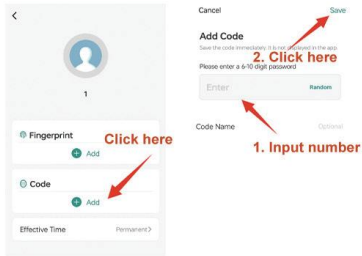 1
Fingerprint
Add
Click here
Code
Add
Effective Time
Permanent>
Cancel
Save
Add Code
Save the code immediately. It is not displayed in the app
2. Click here
Please enter a 6-10 digit password
Enter
Random
Code Name
Optional
1. Input number